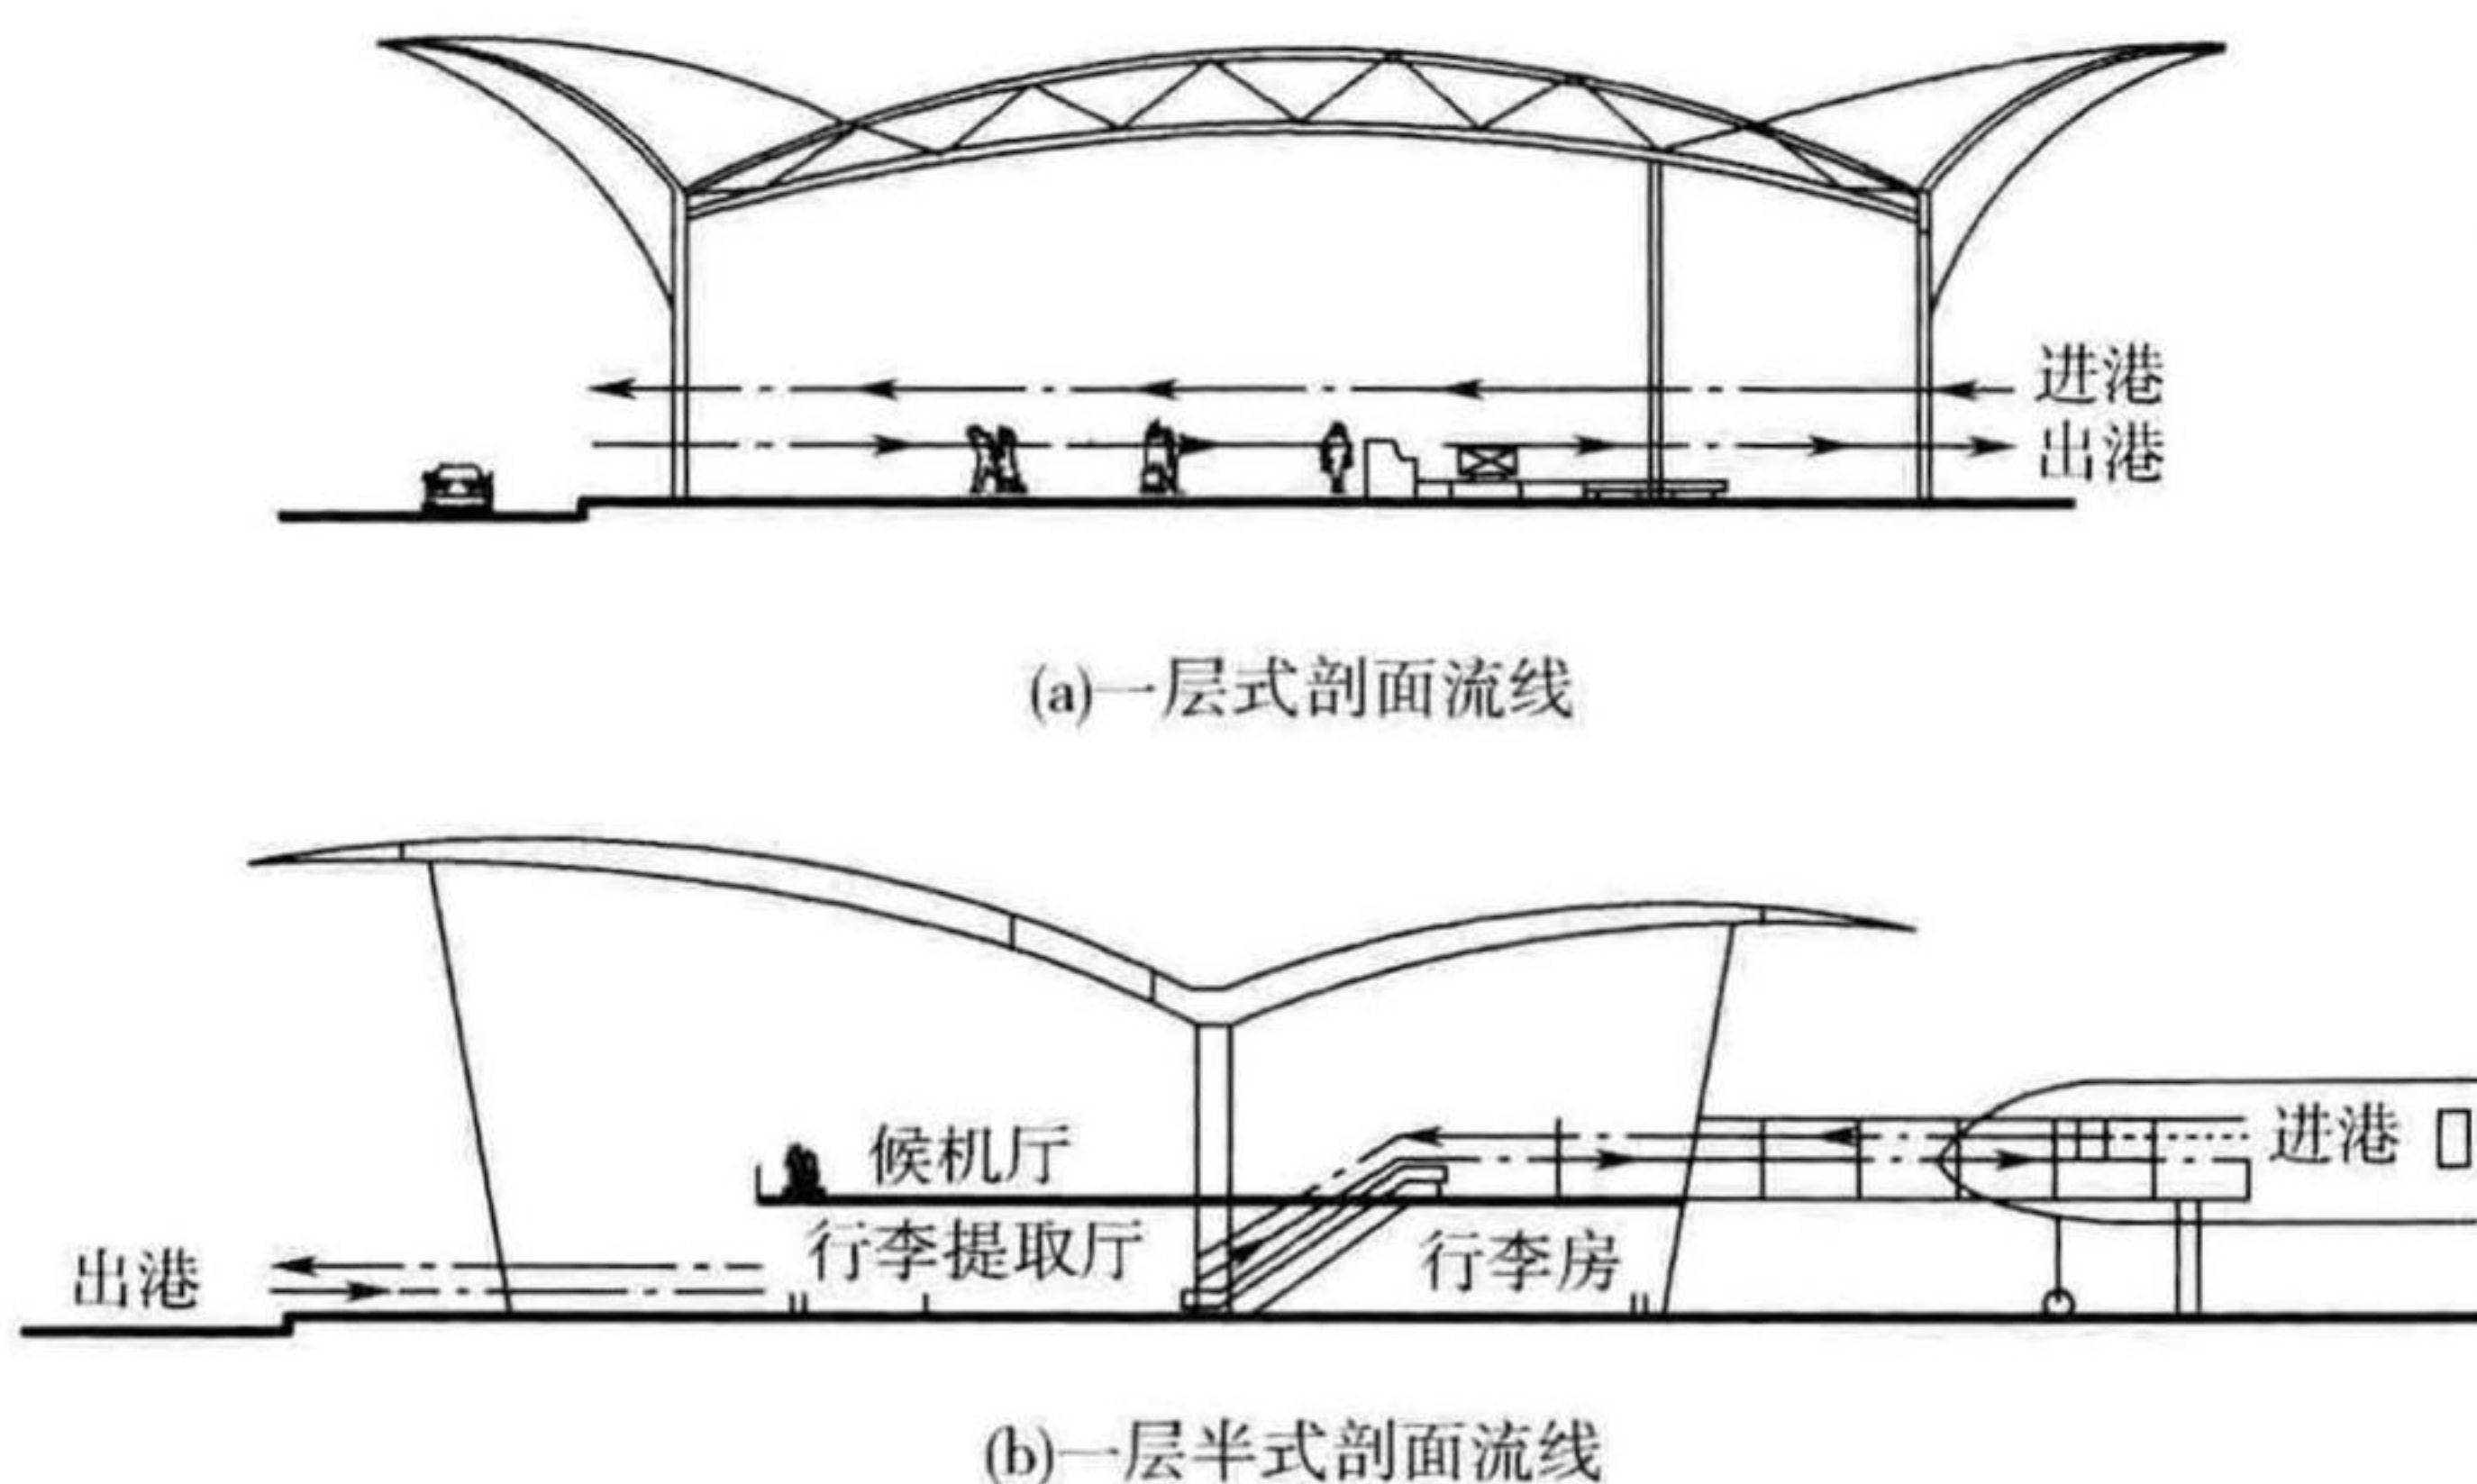 进港
出港
(a)一层式剖面流线
候机厅
进港
行李提取厅
行李房
出港
(b)一层半式剖面流线